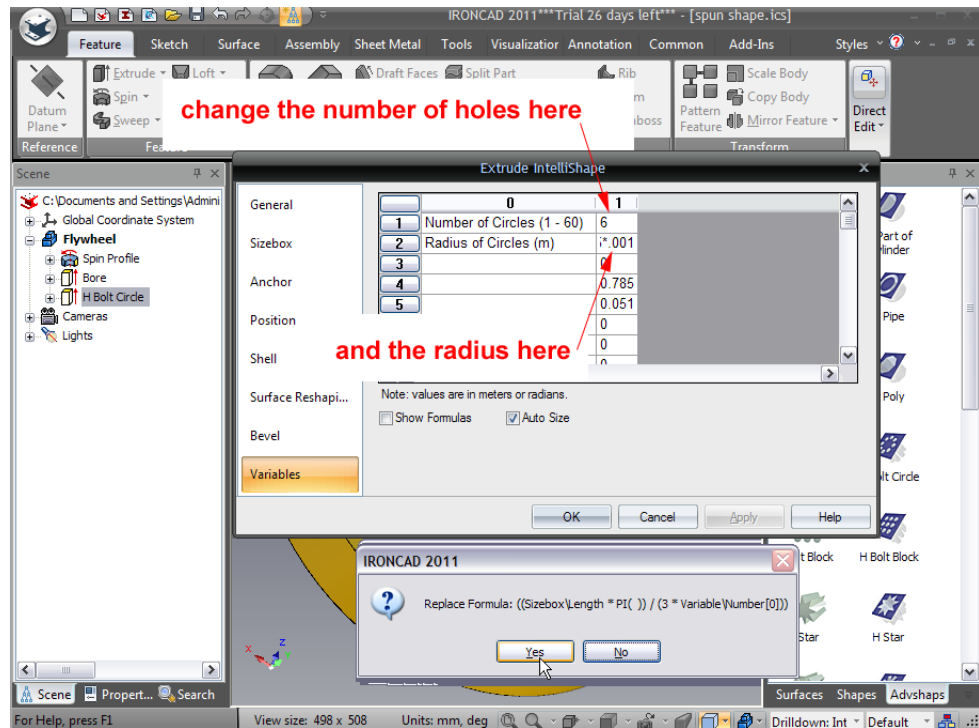 IRONCAD 2011***Trial 26 days left*** - [spun shape.ics]
Feature Sketch Surface Assembly Sheet Metal Tools Visualization Annotation Common Add-Ins Styles
Extrude Loft Draft Faces Split Part Rib Scale Body
Datum Plane Spin Pattern Feature Copy Body Direct Edit
Sweep Mirror Feature
change the number of holes here
Reference Transform
Scene
C:\Documents and Settings\Admini
Global Coordinate System
Flywheel
Spin Profile
Bore
H Bolt Circle
Cameras
Lights
Extrude IntelliShape
General
Sizebox
Anchor
Position
Shell
Surface Reshapi...
Bevel
Variables
0 1
1 Number of Circles (1 - 60) 6
2 Radius of Circles (m) *.001
3 0
4 0.785
5 0.051
0
0
0
and the radius here
Note: values are in meters or radians.
Show Formulas Auto Size
OK Cancel Apply Help
Part of
Pipe
Poly
lt Circle
t Block H Bolt Block
Star H Star
IRONCAD 2011
Replace Formula: ((Sizebox\Length * PI( )) / (3 * Variable\Number[0]))
Yes No
Scene Propert... Search
Surfaces Shapes Advshaps
For Help, press F1 View size: 498 x 508 Units: mm, deg Drilldown: Int Default